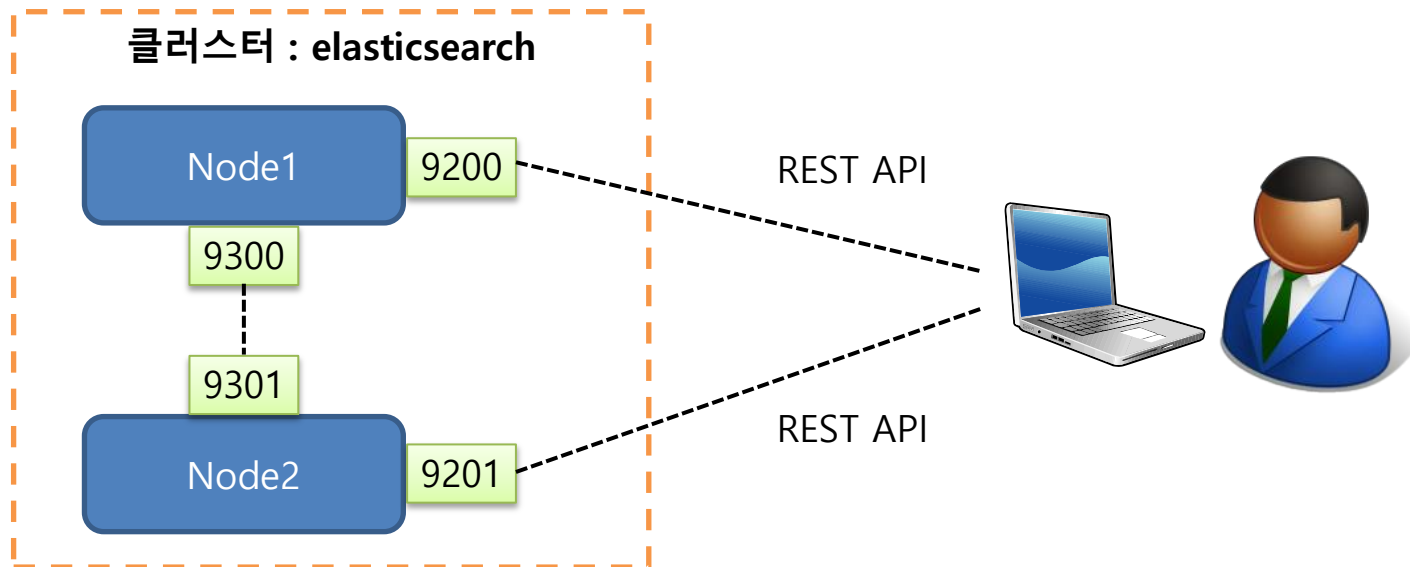 클러스터 : elasticsearch
Node1
9200
REST API
9300
9301
Node2
9201
REST API